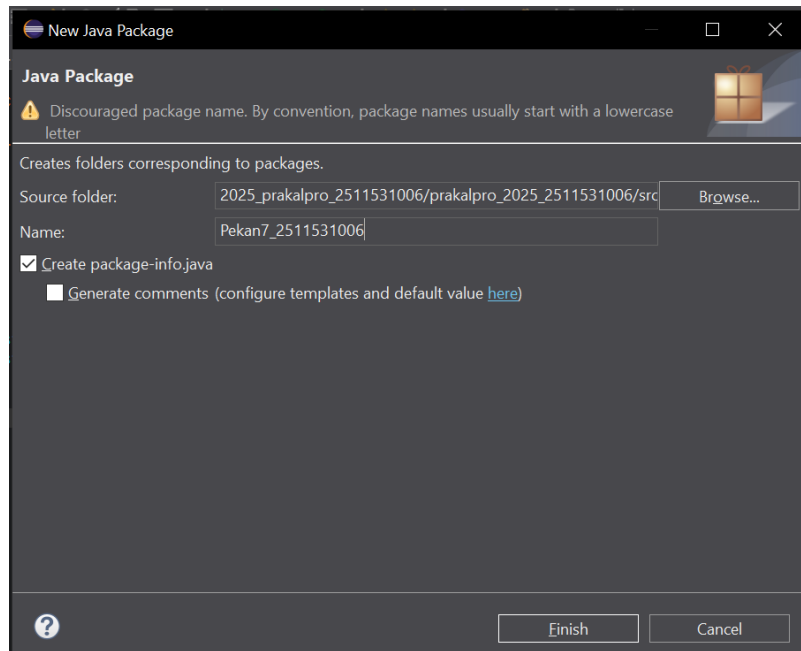 New Java Package
Java Package
Discouraged package name. By convention, package names usually start with a lowercase
letter
Creates folders corresponding to packages.
Source folder: 2025_prakalpro_2511531006/prakalpro_2025_2511531006/src Browse...
Name: Pekan7_2511531006
Create package-info.java
Generate comments (configure templates and default value here)
? Finish Cancel